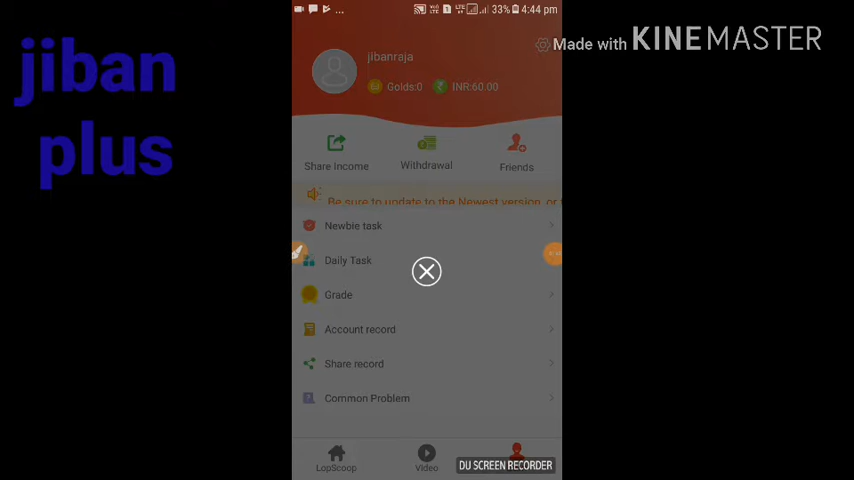 ... 33% 4:44 pm
jiban
plus
Made with KINEMASTER
jibanraja
Golds:0 INR:60.00
Share Income Withdrawal Friends
Be sure to update to the Newest version, or
Newbie task
Daily Task
Grade
Account record
Share record
Common Problem
LopScoop Video
DU SCREEN RECORDER